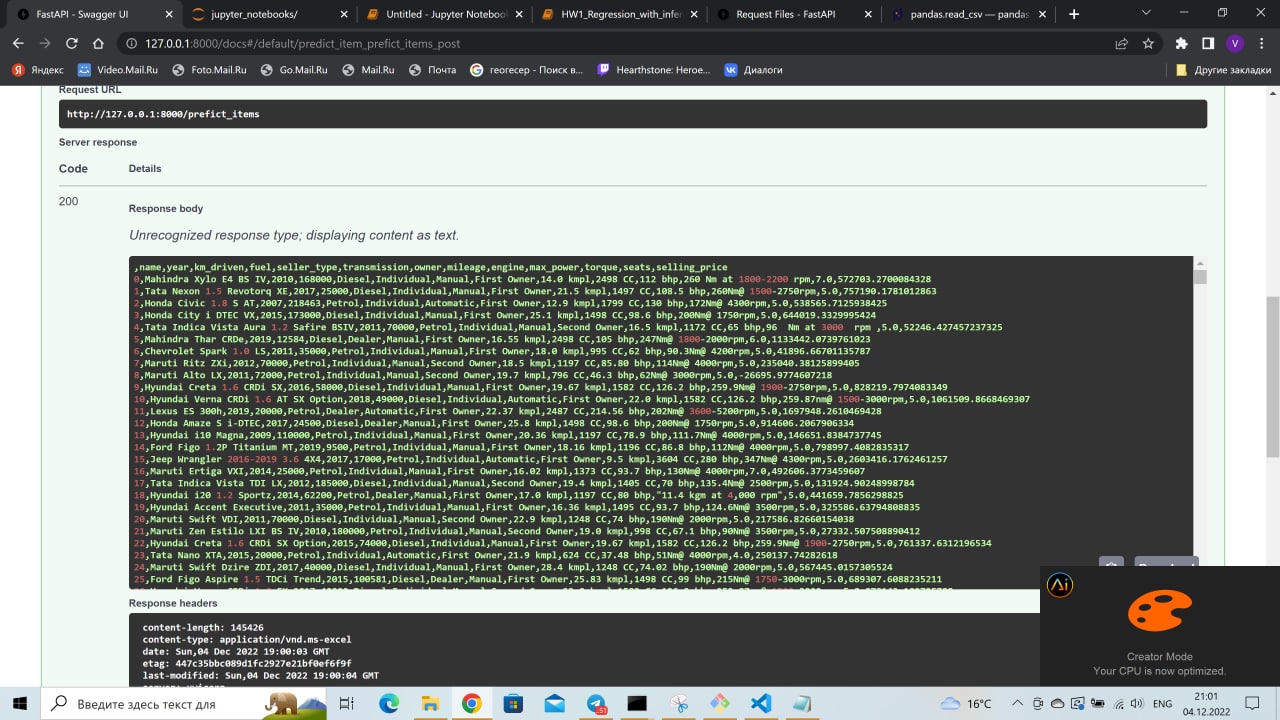 FastAPI - Swagger UI
jupyter_notebooks/
Untitled - Jupyter Notebook
HW1_Regression_with_infer
Request Files - FastAPI
pandas.read_csv — pandas
127.0.0.1:8000/docs#/default/predict_item_prefict_items_post
V
Яндекс
Video.Mail.Ru
Foto.Mail.Ru
Go.Mail.Ru
Mail.Ru
Почта
георесер - Поиск в...
Hearthstone: Heroe...
Диалоги
Другие закладки
Request URL
http://127.0.0.1:8000/prefict_items
Server response
Code Details
200
Response body
Unrecognized response type; displaying content as text.
,name,year,km_driven,fuel,seller_type,transmission,owner,mileage,engine,max_power,torque,seats,selling_price
0,Mahindra Xylo E4 BS IV,2010,168000,Diesel,Individual,Manual,First Owner,14.0 kmpl,2498 CC,112 bhp,260 Nm at 1800-2200 rpm,7.0,572703.2700084328
1,Tata Nexon 1.5 Revotorq XE,2017,25000,Diesel,Individual,Manual,First Owner,21.5 kmpl,1497 CC,108.5 bhp,260Nm@ 1500-2750rpm,5.0,757190.1781012863
2,Honda Civic 1.8 S AT,2007,218463,Petrol,Individual,Automatic,First Owner,12.9 kmpl,1799 CC,130 bhp,172Nm@ 4300rpm,5.0,538565.7125938425
3,Honda City i DTEC VX,2015,173000,Diesel,Individual,Manual,First Owner,25.1 kmpl,1498 CC,98.6 bhp,200Nm@ 1750rpm,5.0,644019.3329995424
4,Tata Indica Vista Aura 1.2 Safire BSIV,2011,70000,Petrol,Individual,Manual,Second Owner,16.5 kmpl,1172 CC,65 bhp,96  Nm at 3000  rpm ,5.0,52246.427457237325
5,Mahindra Thar CRDe,2019,12584,Diesel,Dealer,Manual,First Owner,16.55 kmpl,2498 CC,105 bhp,247Nm@ 1800-2000rpm,6.0,1133442.0739761023
6,Chevrolet Spark 1.0 LS,2011,35000,Petrol,Individual,Manual,First Owner,18.0 kmpl,995 CC,62 bhp,90.3Nm@ 4200rpm,5.0,41896.66701135787
7,Maruti Ritz ZXi,2012,70000,Petrol,Individual,Manual,Second Owner,18.5 kmpl,1197 CC,85.80 bhp,114Nm@ 4000rpm,5.0,235040.38125899405
8,Maruti Alto LX,2011,72000,Petrol,Individual,Manual,Second Owner,19.7 kmpl,796 CC,46.3 bhp,62Nm@ 3000rpm,5.0,-26695.9774607218
9,Hyundai Creta 1.6 CRDi SX,2016,58000,Diesel,Individual,Manual,First Owner,19.67 kmpl,1582 CC,126.2 bhp,259.9Nm@ 1900-2750rpm,5.0,828219.7974083349
10,Hyundai Verna CRDi 1.6 AT SX Option,2018,49000,Diesel,Individual,Automatic,First Owner,22.0 kmpl,1582 CC,126.2 bhp,259.87nm@ 1500-3000rpm,5.0,1061509.8668469307
11,Lexus ES 300h,2019,20000,Petrol,Dealer,Automatic,First Owner,22.37 kmpl,2487 CC,214.56 bhp,202Nm@ 3600-5200rpm,5.0,1697948.2610469428
12,Honda Amaze S i-DTEC,2017,24500,Diesel,Dealer,Manual,First Owner,25.8 kmpl,1498 CC,98.6 bhp,200Nm@ 1750rpm,5.0,914606.2067906334
13,Hyundai i10 Magna,2009,110000,Petrol,Individual,Manual,First Owner,20.36 kmpl,1197 CC,78.9 bhp,111.7Nm@ 4000rpm,5.0,146651.8384737745
14,Ford Figo 1.2P Titanium MT,2019,9500,Petrol,Individual,Manual,First Owner,18.16 kmpl,1196 CC,86.8 bhp,112Nm@ 4000rpm,5.0,798997.4082835317
15,Jeep Wrangler 2016-2019 3.6 4X4,2017,17000,Petrol,Individual,Automatic,First Owner,9.5 kmpl,3604 CC,280 bhp,347Nm@ 4300rpm,5.0,2603416.1762461257
16,Maruti Ertiga VXI,2014,25000,Petrol,Individual,Manual,First Owner,16.02 kmpl,1373 CC,93.7 bhp,130Nm@ 4000rpm,7.0,492606.3773459607
17,Tata Indica Vista TDI LX,2012,185000,Diesel,Individual,Manual,Second Owner,19.4 kmpl,1405 CC,70 bhp,135.4Nm@ 2500rpm,5.0,131924.90248998784
18,Hyundai i20 1.2 Sportz,2014,62200,Petrol,Dealer,Manual,First Owner,17.0 kmpl,1197 CC,80 bhp,"11.4 kgm at 4,000 rpm",5.0,441659.7856298825
19,Hyundai Accent Executive,2011,35000,Petrol,Individual,Manual,First Owner,16.36 kmpl,1495 CC,93.7 bhp,124.6Nm@ 3500rpm,5.0,325586.63794808835
20,Maruti Swift VDI,2011,70000,Diesel,Individual,Manual,Second Owner,22.9 kmpl,1248 CC,74 bhp,190Nm@ 2000rpm,5.0,217586.82660154038
21,Maruti Zen Estilo LXI BS IV,2010,180000,Petrol,Individual,Manual,Second Owner,19.0 kmpl,998 CC,67.1 bhp,90Nm@ 3500rpm,5.0,27332.507508890412
22,Hyundai Creta 1.6 CRDi SX Option,2015,74000,Diesel,Individual,Manual,First Owner,19.67 kmpl,1582 CC,126.2 bhp,259.9Nm@ 1900-2750rpm,5.0,761337.6312196534
23,Tata Nano XTA,2015,20000,Petrol,Individual,Automatic,First Owner,21.9 kmpl,624 CC,37.48 bhp,51Nm@ 4000rpm,4.0,250137.74282618
24,Maruti Swift Dzire ZDI,2017,40000,Diesel,Individual,Manual,First Owner,28.4 kmpl,1248 CC,74.02 bhp,190Nm@ 2000rpm,5.0,567445.0157305524
25,Ford Figo Aspire 1.5 TDCi Trend,2015,100581,Diesel,Dealer,Manual,First Owner,25.83 kmpl,1498 CC,99 bhp,215Nm@ 1750-3000rpm,5.0,689307.6088235211
Response headers
content-length: 145426
content-type: application/vnd.ms-excel
date: Sun,04 Dec 2022 19:00:03 GMT
etag: 447c35bbc089d1fc2927e21bf0ef6f9f
last-modified: Sun,04 Dec 2022 19:00:04 GMT
Ai
Creator Mode
Your CPU is now optimized.
Введите здесь текст для
16°C
ENG
21:01
04.12.2022